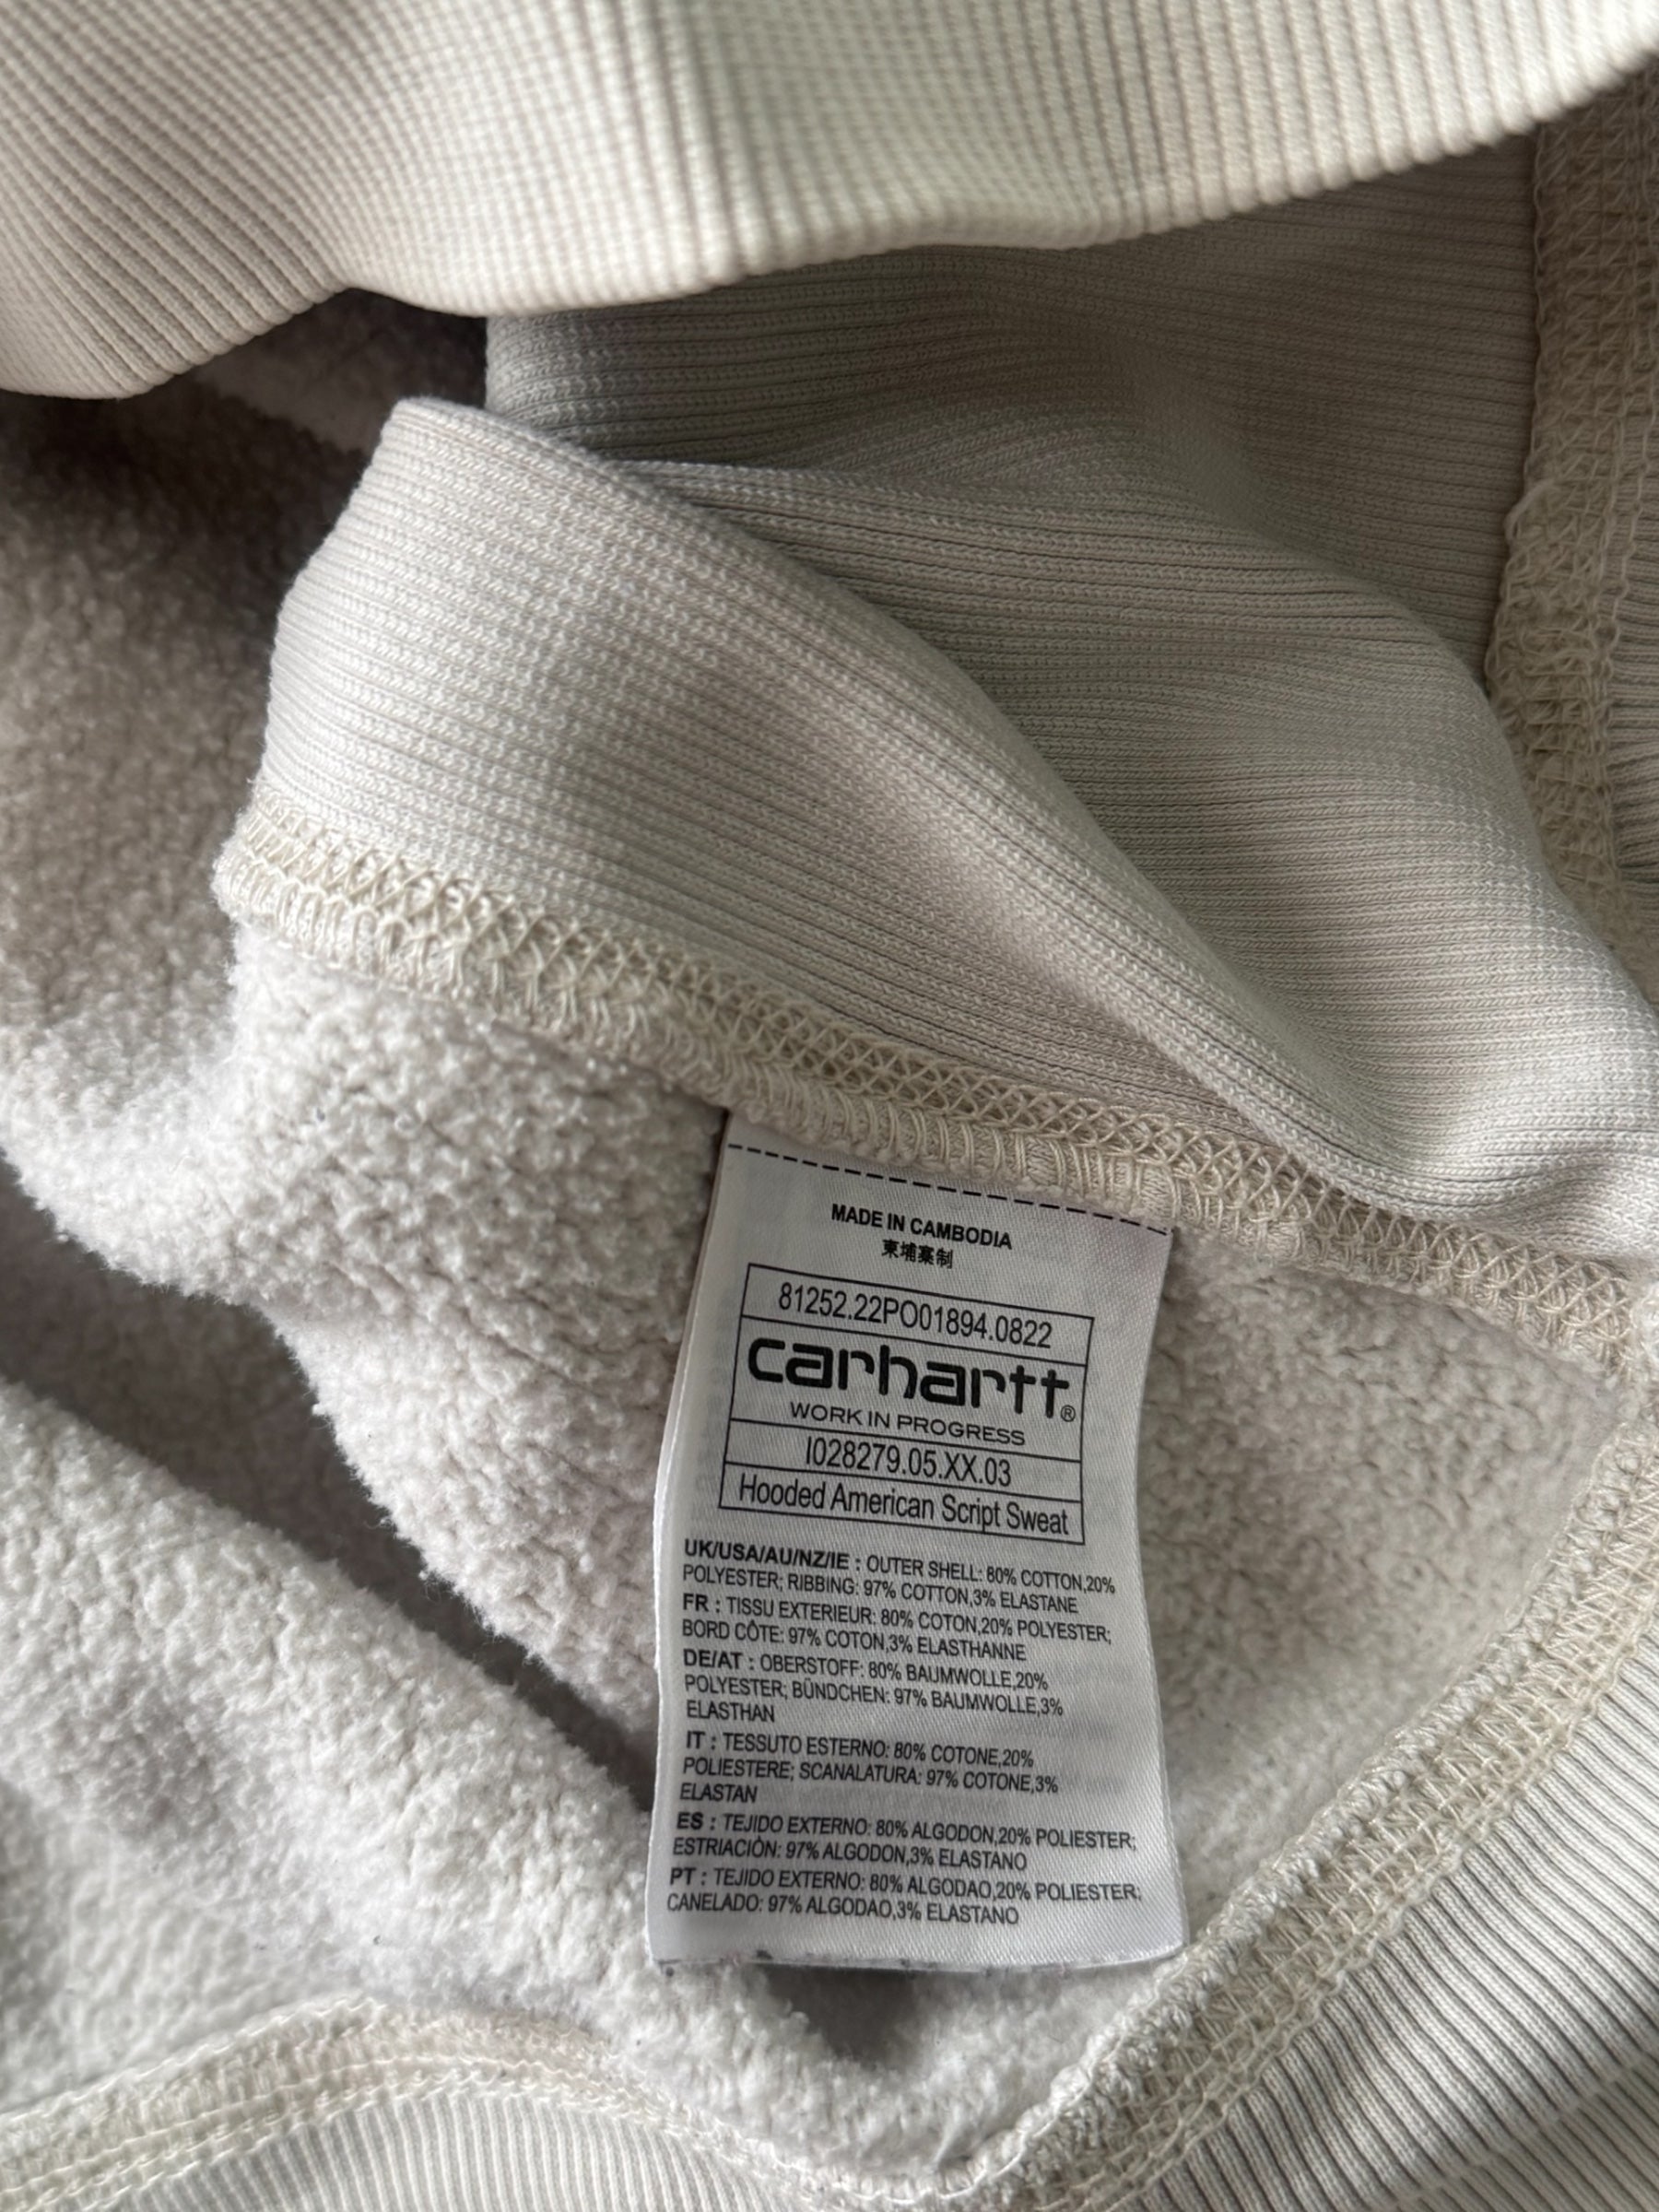 MADE IN CAMBODIA
柬埔寨制
81252.22PO01894.0822
carhartt®
WORK IN PROGRESS
I028279.05.XX.03
Hooded American Script Sweat
UK/USA/AU/NZ/IE : OUTER SHELL: 80% COTTON,20%
POLYESTER; RIBBING: 97% COTTON,3% ELASTANE
FR : TISSU EXTERIEUR: 80% COTON,20% POLYESTER;
BORD CÔTE: 97% COTON,3% ELASTHANNE
DE/AT : OBERSTOFF: 80% BAUMWOLLE,20%
POLYESTER; BÜNDCHEN: 97% BAUMWOLLE,3%
ELASTHAN
IT : TESSUTO ESTERNO: 80% COTONE,20%
POLIESTERE; SCANALATURA: 97% COTONE,3%
ELASTAN
ES : TEJIDO EXTERNO: 80% ALGODON,20% POLIESTER;
ESTRIACIÒN: 97% ALGODON,3% ELASTANO
PT : TEJIDO EXTERNO: 80% ALGODAO,20% POLIESTER;
CANELADO: 97% ALGODAO,3% ELASTANO